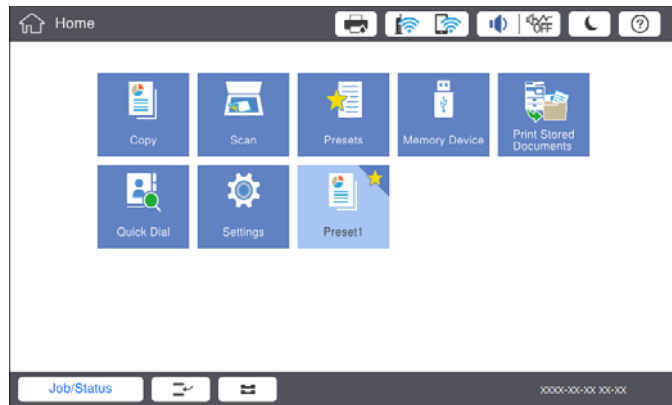 Home
OFF
?
Copy
Scan
Presets
Memory Device
Print Stored
Documents
Quick Dial
Settings
Preset1
Job/Status
xxxx-xx-xx xx-xx